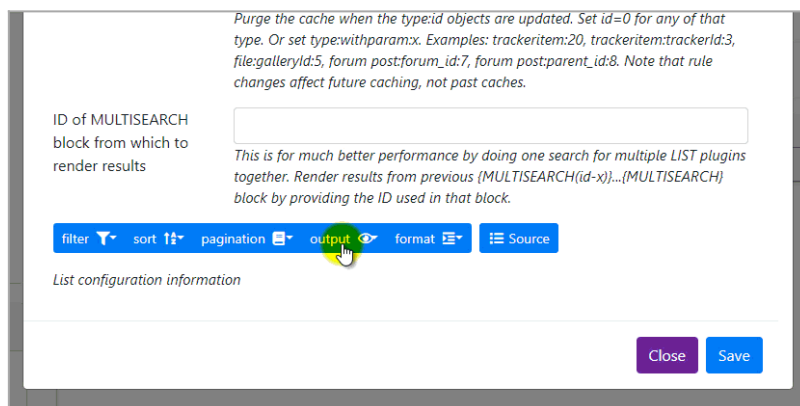 Purge the cache when the type:id objects are updated. Set id=0 for any of that
type. Or set type:withparam:x. Examples: trackeritem:20, trackeritem:trackerId:3,
file:galleryId:5, forum post:forum_id:7, forum post:parent_id:8. Note that rule
changes affect future caching, not past caches.
ID of MULTISEARCH
block from which to
render results
This is for much better performance by doing one search for multiple LIST plugins
together. Render results from previous {MULTISEARCH(id-x)}...{MULTISEARCH}
block by providing the ID used in that block.
filter sort pagination output format Source
List configuration information
Close Save